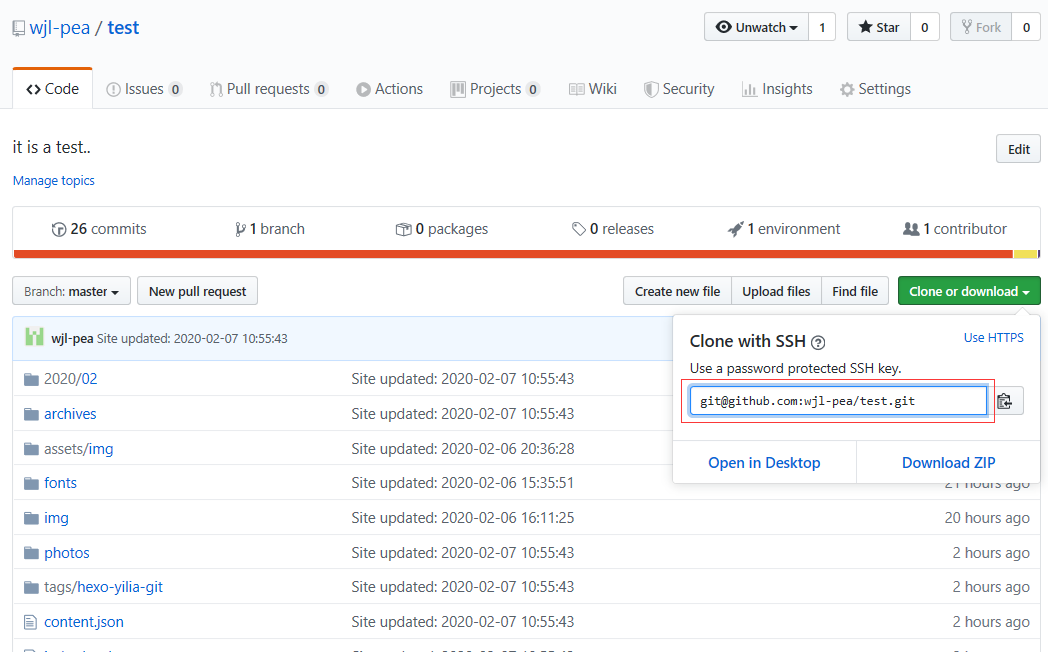 wjl-pea / test
Unwatch 1 Star 0 Fork 0
Code Issues 0 Pull requests 0 Actions Projects 0 Wiki Security Insights Settings
it is a test..
Edit
Manage topics
26 commits 1 branch 0 packages 0 releases 1 environment 1 contributor
Branch: master New pull request Create new file Upload files Find file Clone or download
wjl-pea Site updated: 2020-02-07 10:55:43
Clone with SSH Use HTTPS
Use a password protected SSH key.
git@github.com:wjl-pea/test.git
Open in Desktop Download ZIP
2020/02 Site updated: 2020-02-07 10:55:43
archives Site updated: 2020-02-07 10:55:43
assets/img Site updated: 2020-02-06 20:36:28
fonts Site updated: 2020-02-06 15:35:51 21 hours ago
img Site updated: 2020-02-06 16:11:25 20 hours ago
photos Site updated: 2020-02-07 10:55:43 2 hours ago
tags/hexo-yilia-git Site updated: 2020-02-07 10:55:43 2 hours ago
content.json Site updated: 2020-02-07 10:55:43 2 hours ago